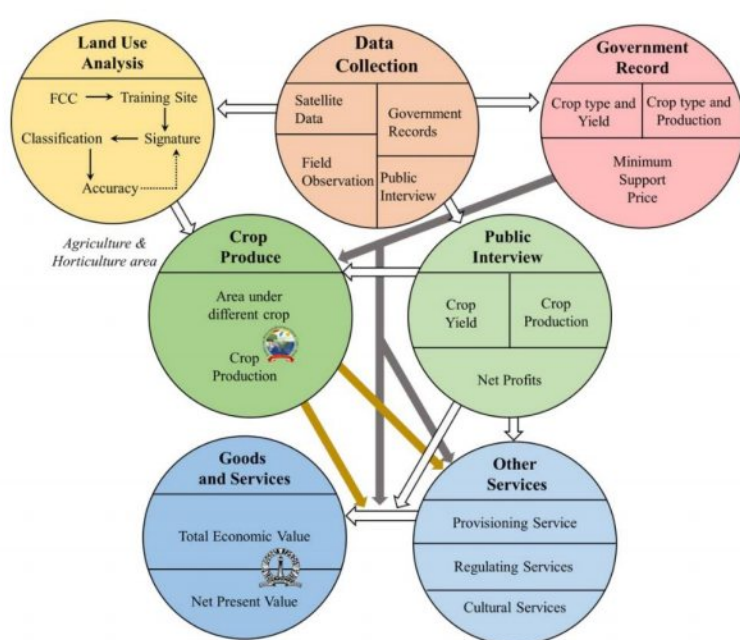 Land Use
Analysis
FCC
Training Site
Classification
Signature
Accuracy
Data
Collection
Satellite
Data
Government
Records
Field
Observation
Public
Interview
Government
Record
Crop type and
Yield
Crop type and
Production
Minimum
Support
Price
Agriculture &
Horticulture area
Crop
Produce
Area under
different crop
Crop
Production
Public
Interview
Crop
Yield
Crop
Production
Net Profits
Goods
and Services
Total Economic Value
Net Present Value
Other
Services
Provisioning Service
Regulating Services
Cultural Services